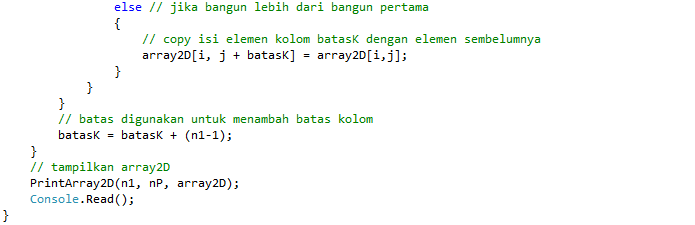 else // jika bangun lebih dari bangun pertama
{
// copy isi elemen kolom batasK dengan elemen sebelumnya
array2D[i, j + batasK] = array2D[i,j];
}
}
}
// batas digunakan untuk menambah batas kolom
batasK = batasK + (n1-1);
}
// tampilkan array2D
PrintArray2D(n1, nP, array2D);
Console.Read();
}